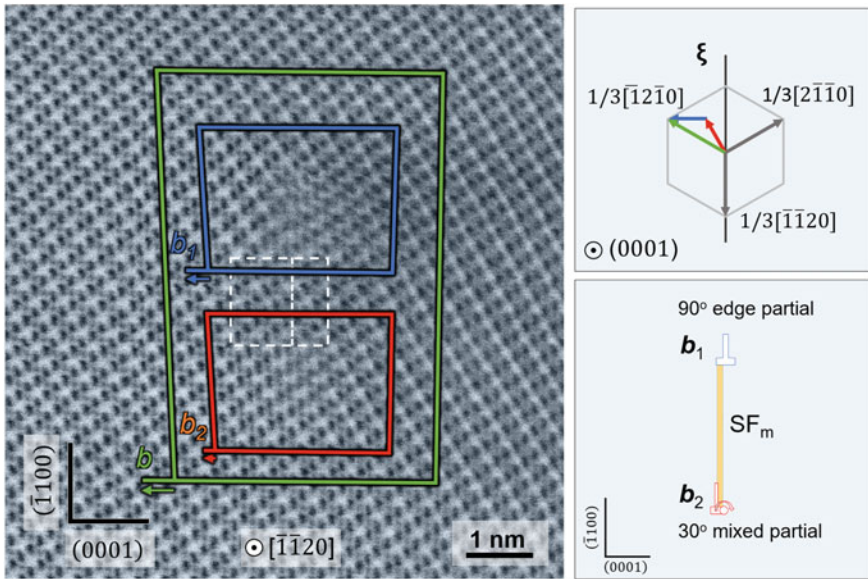 b₁
b₂
b
(1̅100)
(0001)
⊙ [1̅1̅20]
1 nm
ξ
1/3[1̅21̅0]
1/3[21̅1̅0]
1/3[1̅1̅20]
⊙ (0001)
90° edge partial
b₁
SFₘ
b₂
30° mixed partial
(1̅100)
(0001)